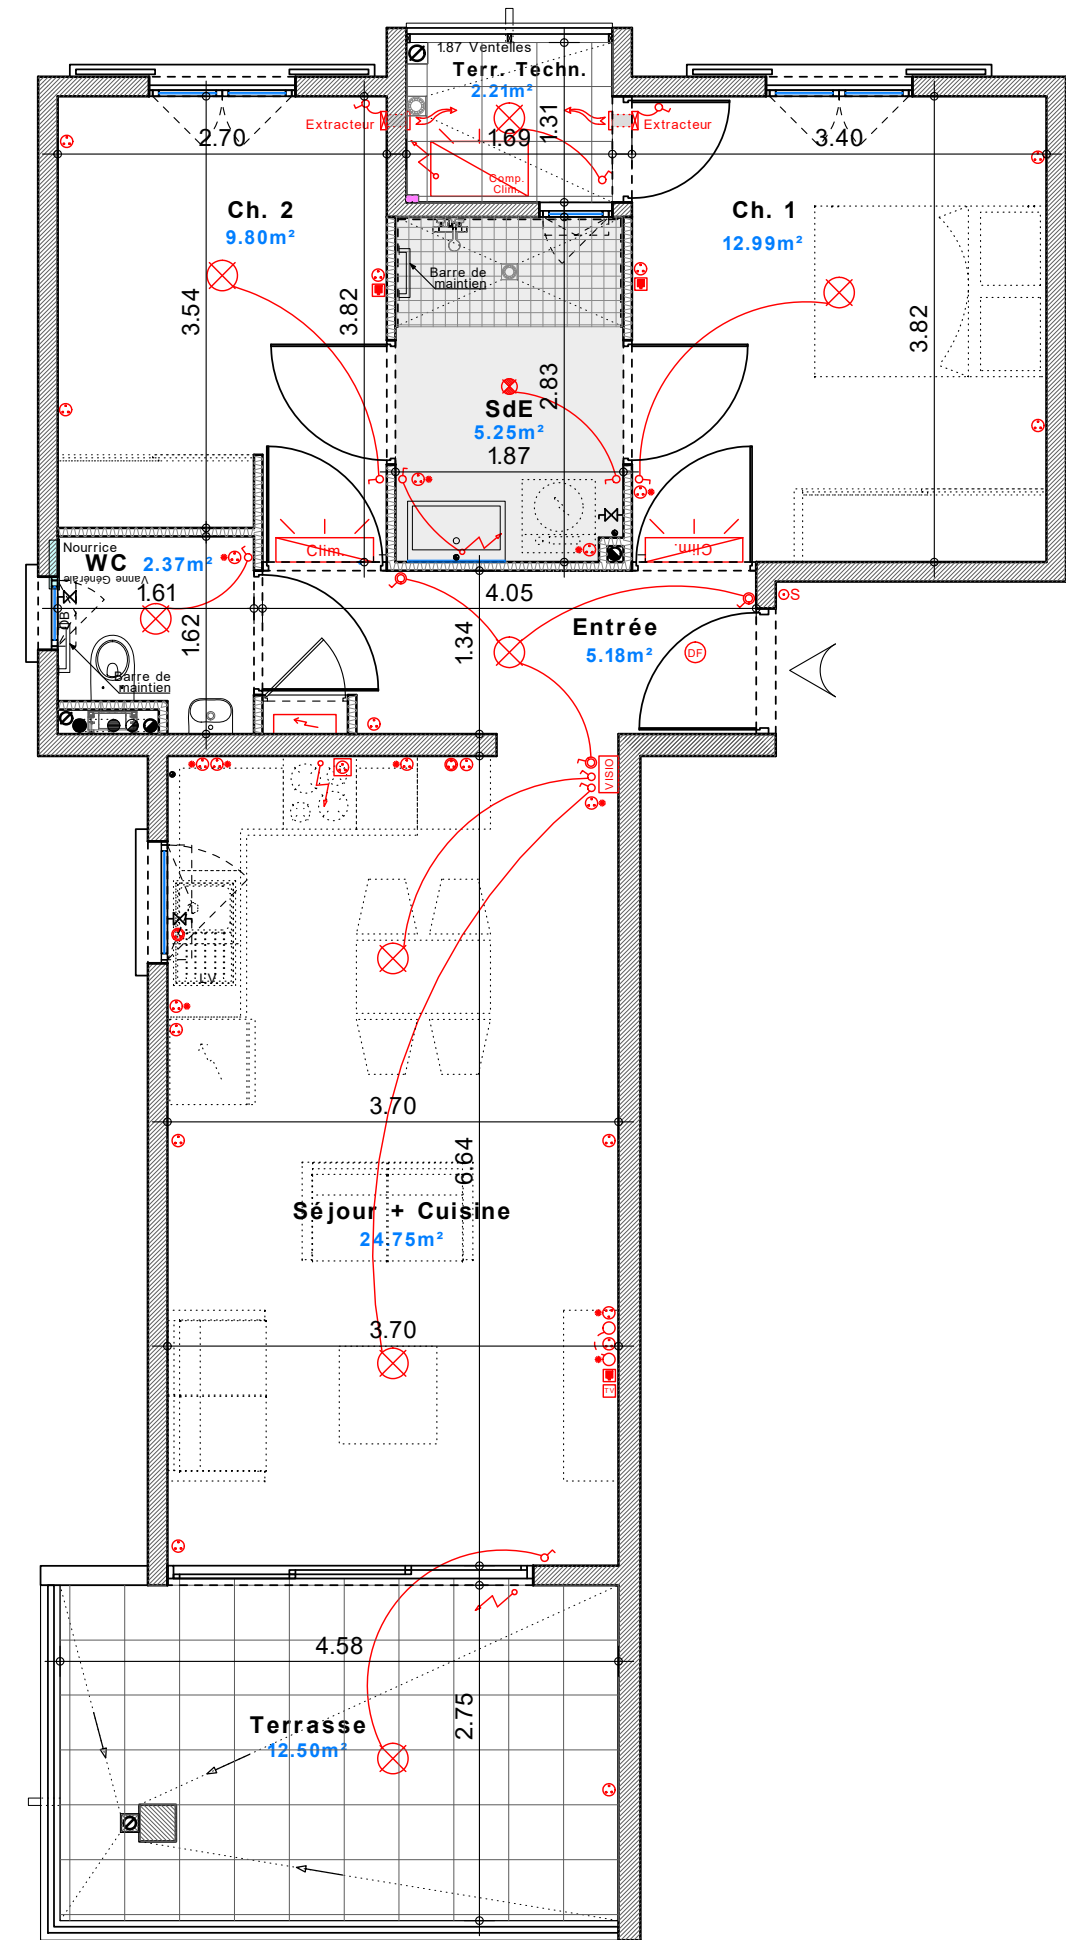 1.87 Ventelles
Terr. Techn.
2.21m²
Extracteur
1.69
1.31
Extracteur
Comp.
Clim.
2.70
3.40
Ch. 2
9.80m²
Ch. 1
12.99m²
Barre de
maintien
3.54
3.82
3.82
2.83
SdE
5.25m²
1.87
Clim.
Clim.
Nourrice
WC 2.37m²
Vanne Générale
1.61
1.62
4.05
1.34
Entrée
5.18m²
DF
S
Barre de
maintien
VISIO
LV
3.70
6.64
Séjour + Cuisine
24.75m²
3.70
TV
4.58
2.75
Terrasse
12.50m²